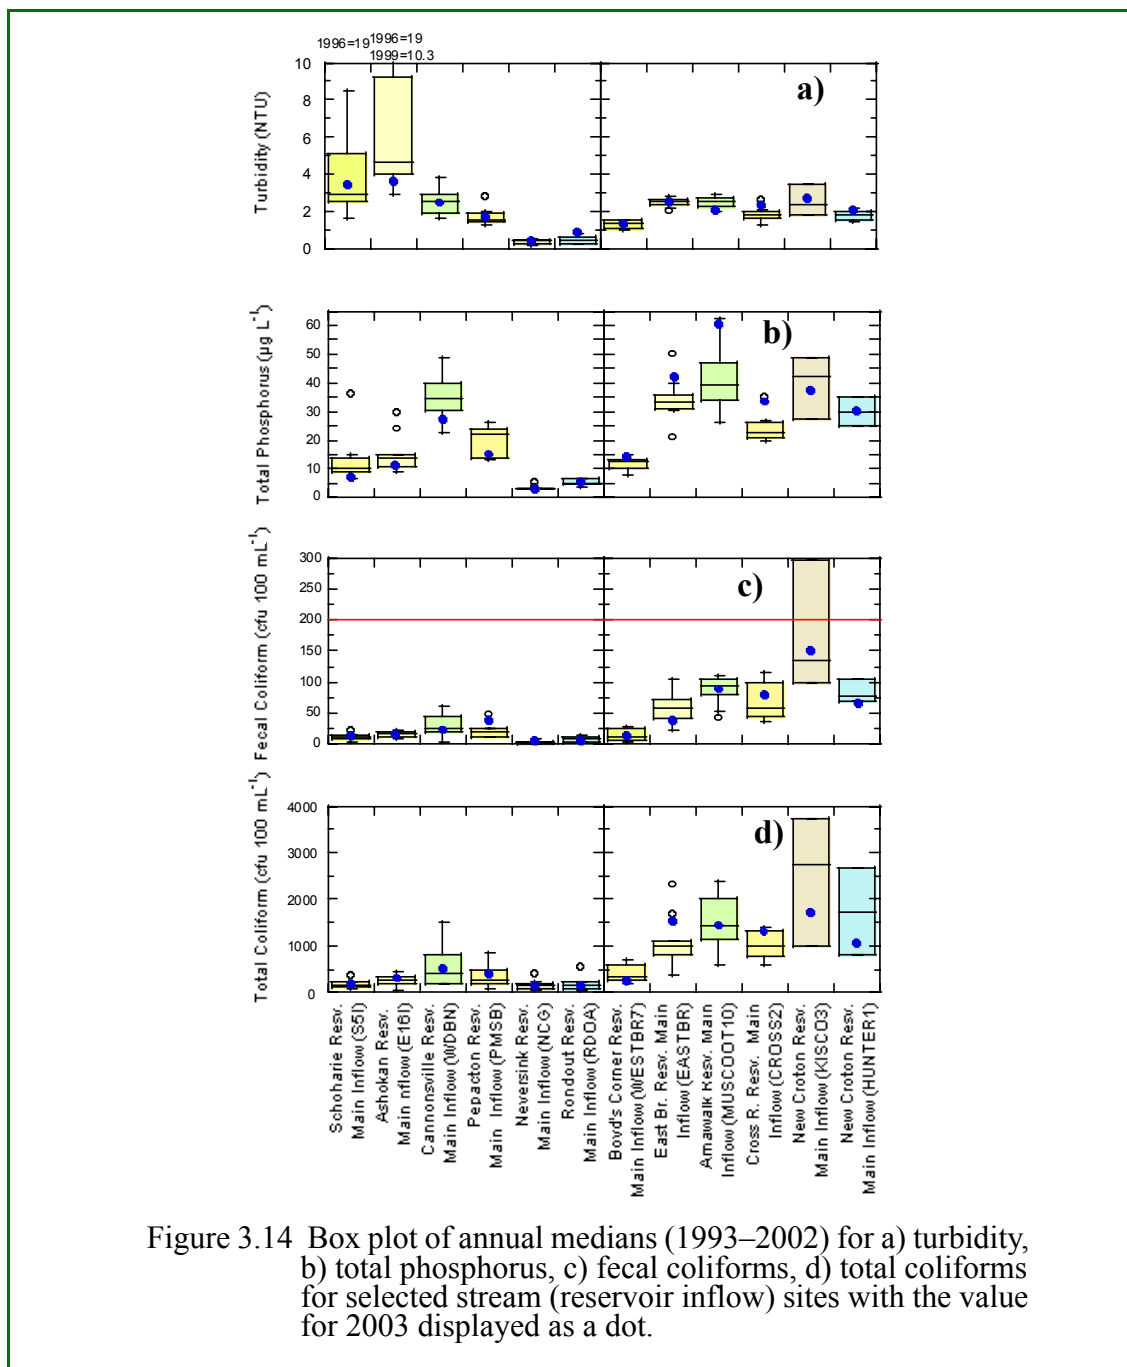 1996=19
1996=19
1999=10.3
a)
Turbidity (NTU)
10
8
6
4
2
0
b)
Total Phosphorus (µg L-1)
60
50
40
30
20
10
0
c)
Fecal Coliform (cfu 100 mL-1)
300
250
200
150
100
50
0
d)
Total Coliform (cfu 100 mL-1)
4000
3000
2000
1000
0
Schoharie Resv.
Main Inflow (S5I)
Ashokan Resv.
Main nflow (E16I)
Cannonsville Resv.
Main Inflow (WDBN)
Pepacton Resv.
Main Inflow (PMSB)
Neversink Resv.
Main Inflow (NCG)
Rondout Resv.
Main Inflow (RDOA)
Boyd's Corner Resv.
Main Inflow (WESTBR7)
East Br. Resv. Main
Inflow (EASTBR)
Amawalk Resv. Main
Inflow (MUSCOOT10)
Cross R. Resv. Main
Inflow (CROSS2)
New Croton Resv.
Main Inflow (KISCO3)
New Croton Resv.
Main Inflow (HUNTER1)
Figure 3.14 Box plot of annual medians (1993–2002) for a) turbidity,
b) total phosphorus, c) fecal coliforms, d) total coliforms
for selected stream (reservoir inflow) sites with the value
for 2003 displayed as a dot.